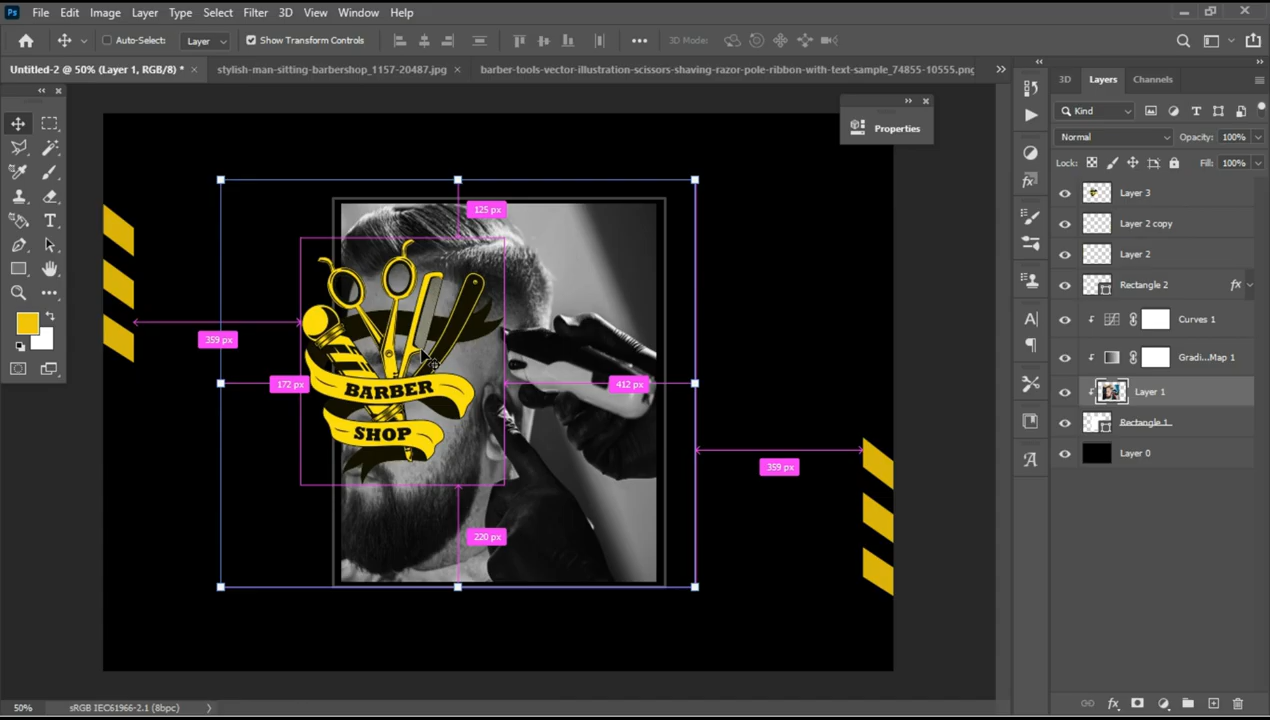 Ps File Edit Image Layer Type Select Filter 3D View Window Help
Auto-Select: Layer Show Transform Controls 3D Mode:
Untitled-2 @ 50% (Layer 1, RGB/8) * × stylish-man-sitting-barbershop_1157-20487.jpg × barber-tools-vector-illustration-scissors-shaving-razor-pole-ribbon-with-text-sample_74855-10555.png
3D Layers Channels
Kind
Properties
Normal Opacity: 100%
Lock: Fill: 100%
Layer 3
125 px
Layer 2 copy
Layer 2
Rectangle 2 fx
Curves 1
359 px
Gradi...Map 1
172 px
412 px
BARBER
Layer 1
Rectangle 1
SHOP
Layer 0
359 px
220 px
50% sRGB IEC61966-2.1 (8bpc)